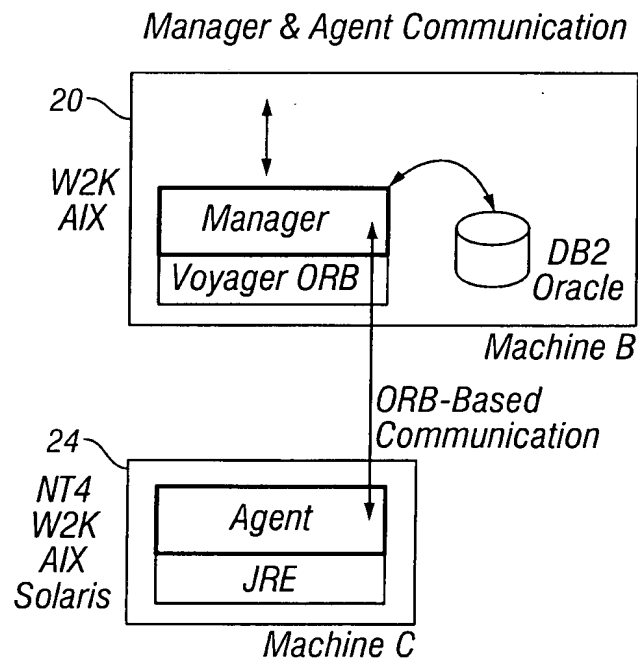 Manager & Agent Communication
20
W2K
AIX
Manager
Voyager ORB
DB2
Oracle
Machine B
ORB-Based
Communication
24
NT4
W2K
AIX
Solaris
Agent
JRE
Machine C